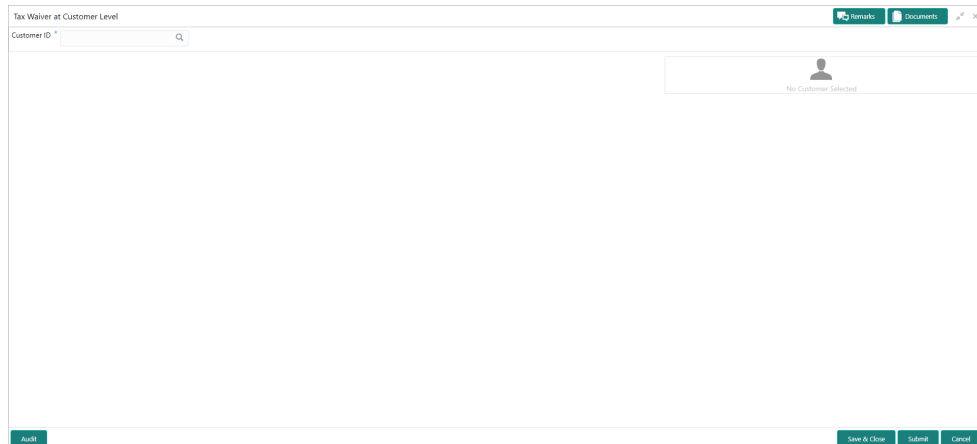 Tax Waiver at Customer Level
Remarks
Documents
Customer ID *
No Customer Selected
Audit
Save & Close
Submit
Cancel